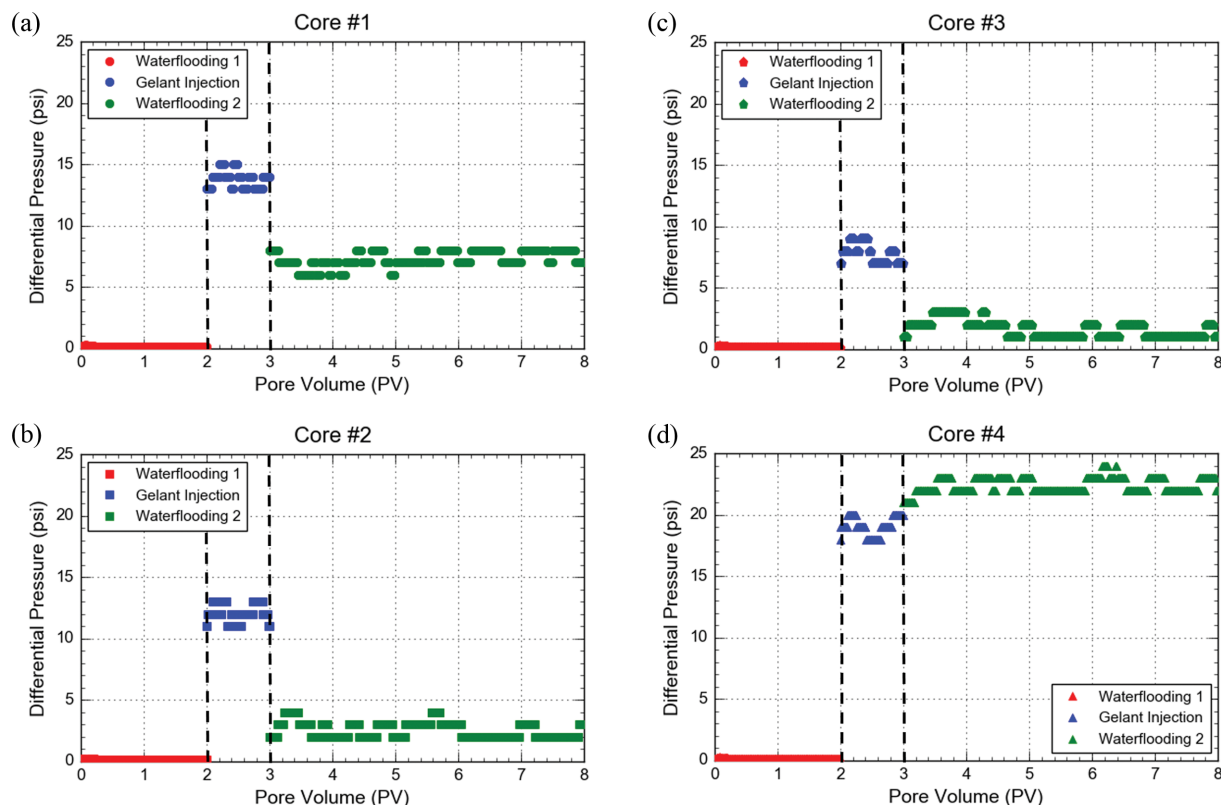 (a)
Core #1
25
20
15
10
5
0
Differential Pressure (psi)
Waterflooding 1
Gelant Injection
Waterflooding 2
0 1 2 3 4 5 6 7 8
Pore Volume (PV)
(c)
Core #3
25
20
15
10
5
0
Differential Pressure (psi)
Waterflooding 1
Gelant Injection
Waterflooding 2
0 1 2 3 4 5 6 7 8
Pore Volume (PV)
(b)
Core #2
25
20
15
10
5
0
Differential Pressure (psi)
Waterflooding 1
Gelant Injection
Waterflooding 2
0 1 2 3 4 5 6 7 8
Pore Volume (PV)
(d)
Core #4
25
20
15
10
5
0
Differential Pressure (psi)
Waterflooding 1
Gelant Injection
Waterflooding 2
0 1 2 3 4 5 6 7 8
Pore Volume (PV)